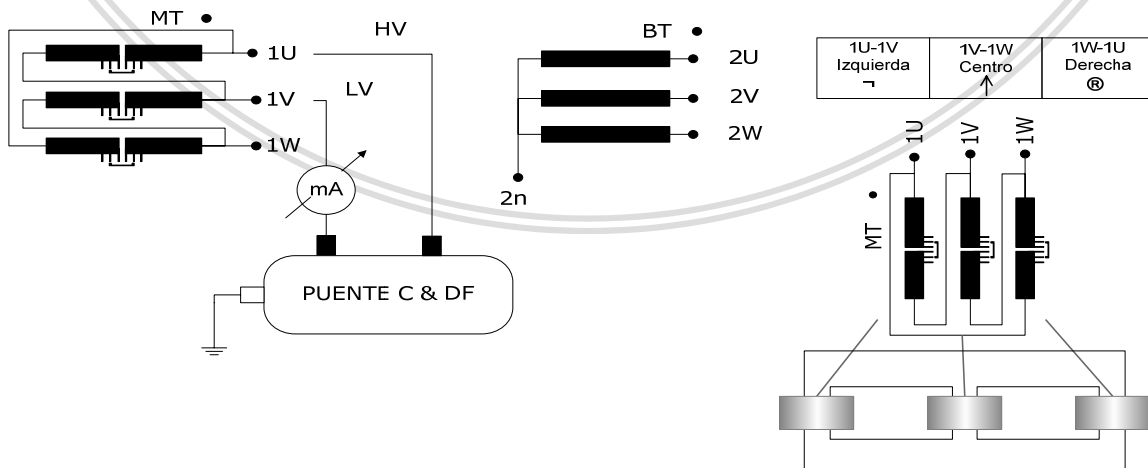 MT
1U
1V
1W
HV
LV
mA
PUENTE C & DF
BT
2U
2V
2W
2n
1U-1V
Izquierda
¬
1V-1W
Centro
↑
1W-1U
Derecha
®
1U
1V
1W
MT